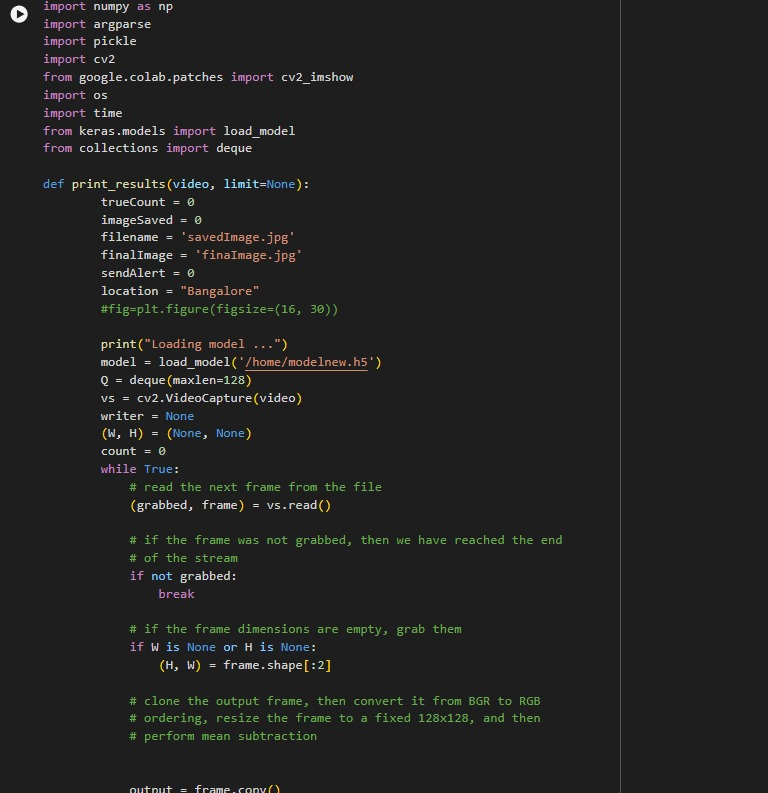 import numpy as np
import argparse
import pickle
import cv2
from google.colab.patches import cv2_imshow
import os
import time
from keras.models import load_model
from collections import deque

def print_results(video, limit=None):
        trueCount = 0
        imageSaved = 0
        filename = 'savedImage.jpg'
        finalImage = 'finaImage.jpg'
        sendAlert = 0
        location = "Bangalore"
        #fig=plt.figure(figsize=(16, 30))

        print("Loading model ...")
        model = load_model('/home/modelnew.h5')
        Q = deque(maxlen=128)
        vs = cv2.VideoCapture(video)
        writer = None
        (W, H) = (None, None)
        count = 0
        while True:
            # read the next frame from the file
            (grabbed, frame) = vs.read()

            # if the frame was not grabbed, then we have reached the end
            # of the stream
            if not grabbed:
                break

            # if the frame dimensions are empty, grab them
            if W is None or H is None:
                (H, W) = frame.shape[:2]

            # clone the output frame, then convert it from BGR to RGB
            # ordering, resize the frame to a fixed 128x128, and then
            # perform mean subtraction

            output = frame.copy()